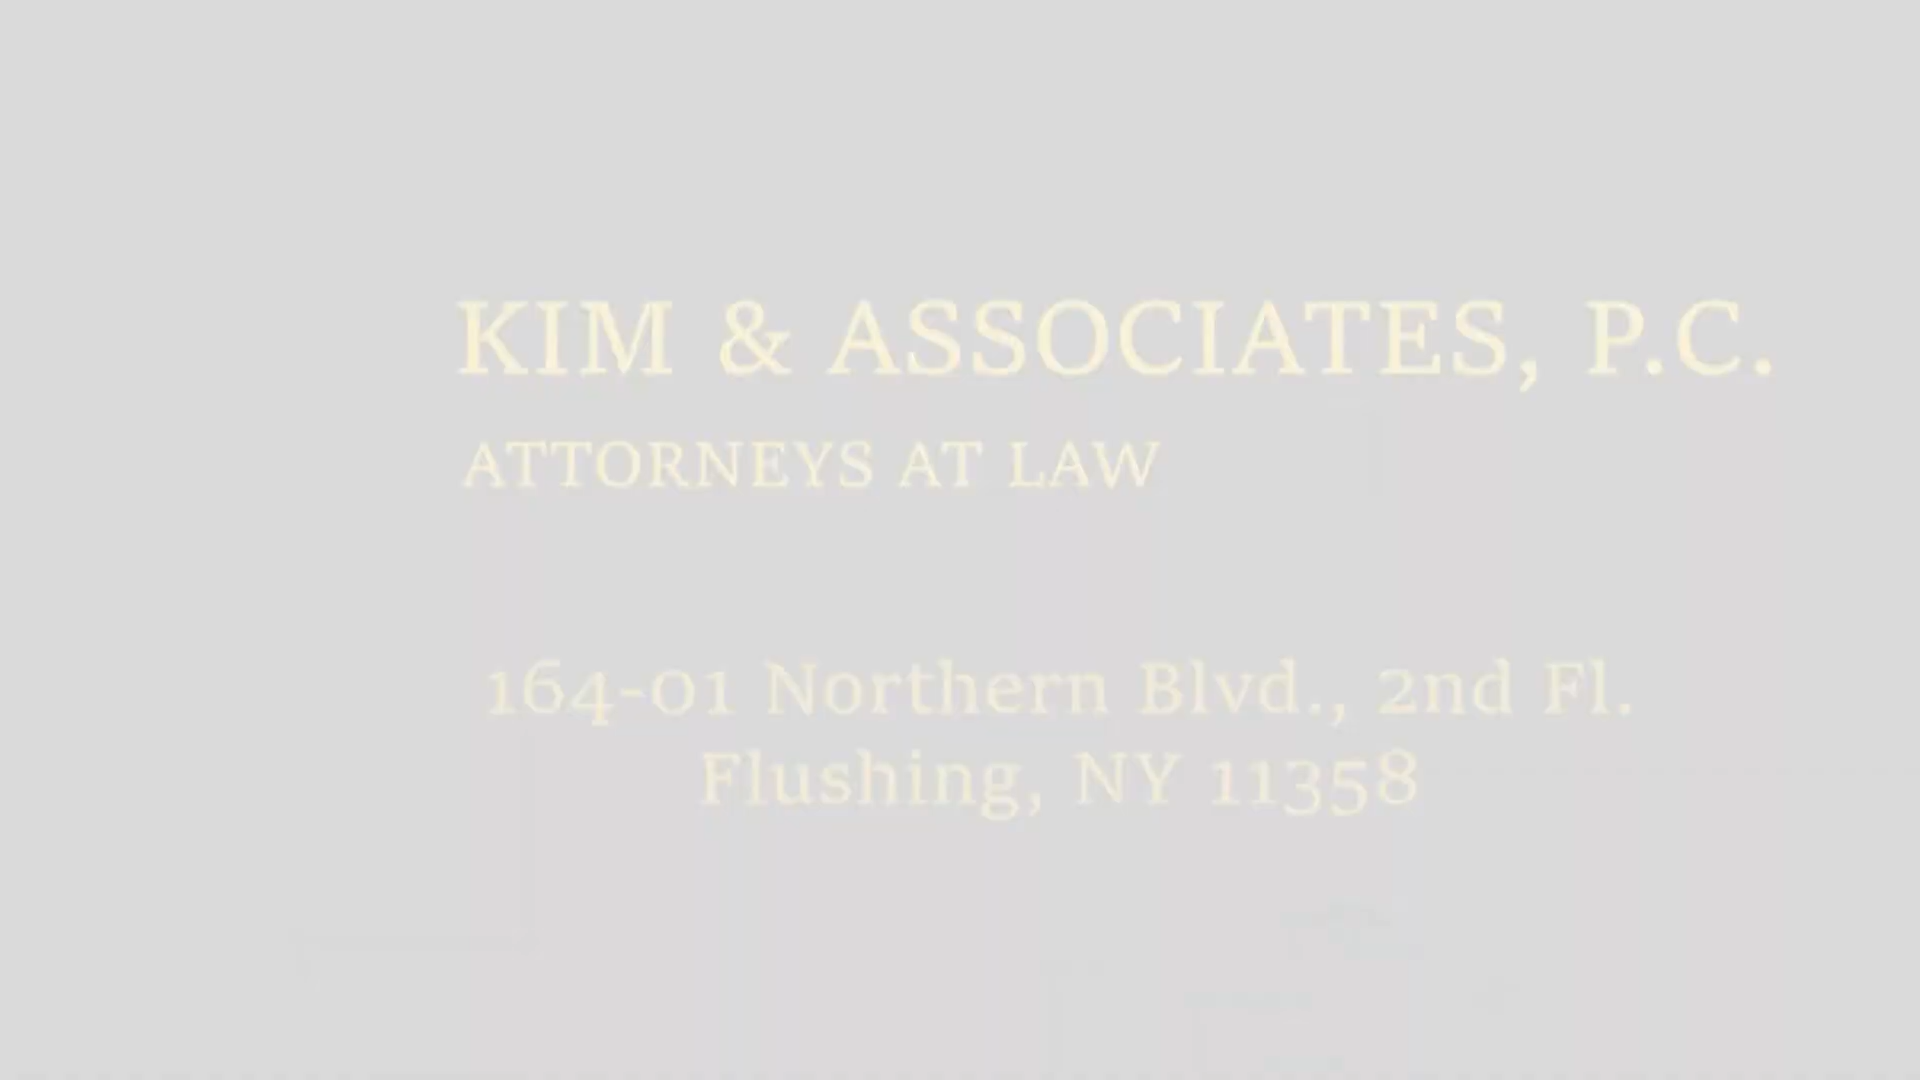 KIM & ASSOCIATES, P.C.
ATTORNEYS AT LAW
164-01 Northern Blvd., 2nd Fl.
Flushing, NY 11358